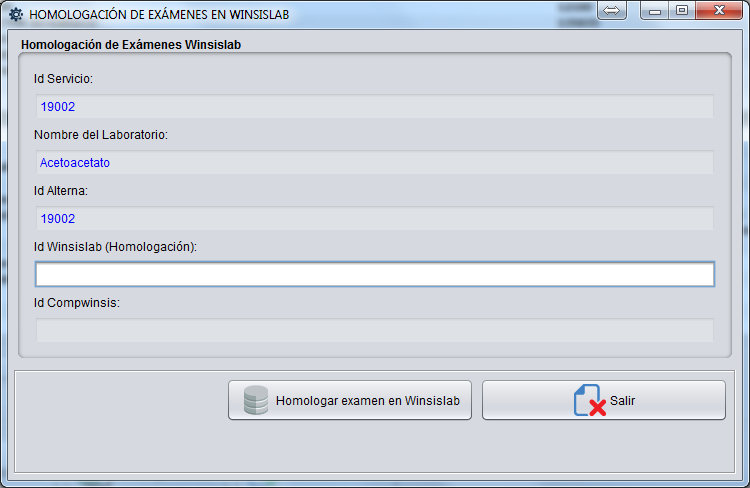 HOMOLOGACIÓN DE EXÁMENES EN WINSISLAB
Homologación de Exámenes Winsislab
Id Servicio:
19002
Nombre del Laboratorio:
Acetoacetato
Id Alterna:
19002
Id Winsislab (Homologación):
Id Compwinsis:
Homologar examen en Winsislab
Salir